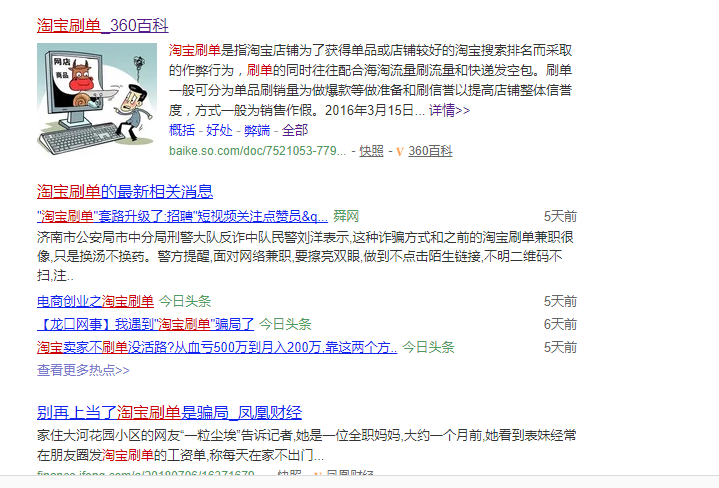 淘宝刷单_360百科
网店
商品
淘宝刷单是指淘宝店铺为了获得单品或店铺较好的淘宝搜索排名而采取
的作弊行为，刷单的同时往往配合海淘流量刷流量和快递发空包。刷单
一般可分为单品刷销量为做爆款等做准备和刷信誉以提高店铺整体信誉
度，方式一般为销售作假。2016年3月15日... 详情>>
概括 - 好处 - 弊端 - 全部
baike.so.com/doc/7521053-779... - 快照 - V 360百科
淘宝刷单的最新相关消息
"淘宝刷单"套路升级了:招聘"短视频关注点赞员&q... 舜网 5天前
济南市公安局市中分局刑警大队反诈中队民警刘洋表示,这种诈骗方式和之前的淘宝刷单兼职很
像,只是换汤不换药。警方提醒,面对网络兼职,要擦亮双眼,做到不点击陌生链接,不明二维码不
扫,注..
电商创业之淘宝刷单 今日头条 5天前
【龙口网事】我遇到"淘宝刷单"骗局了 今日头条 6天前
淘宝卖家不刷单没活路?从血亏500万到月入200万,靠这两个方.. 今日头条 5天前
查看更多热点>>
别再上当了淘宝刷单是骗局_凤凰财经
家住大河花园小区的网友“一粒尘埃”告诉记者,她是一位全职妈妈,大约一个月前,她看到表妹经常
在朋友圈发淘宝刷单的工资单,称每天在家不出门...
finance.ifeng.com/a/20180706/16371679... - 快照 - V 凤凰财经